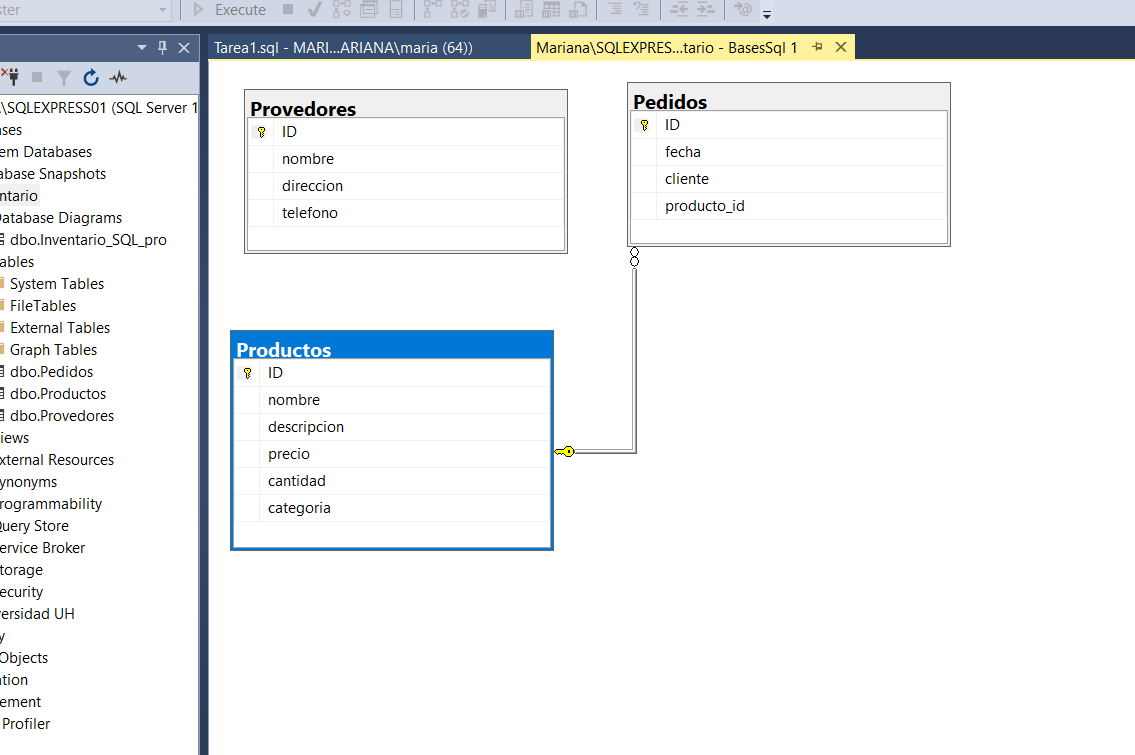 ster
Execute
Tarea1.sql - MARI...ARIANA\maria (64))
Mariana\SQLEXPRES...tario - BasesSql 1
\SQLEXPRESS01 (SQL Server 1
ases
em Databases
abase Snapshots
ntario
Database Diagrams
dbo.Inventario_SQL_pro
ables
System Tables
FileTables
External Tables
Graph Tables
dbo.Pedidos
dbo.Productos
dbo.Provedores
iews
xternal Resources
ynonyms
rogrammability
Query Store
ervice Broker
torage
ecurity
versidad UH
y
Objects
ation
ement
Profiler
Provedores
ID
nombre
direccion
telefono
Pedidos
ID
fecha
cliente
producto_id
Productos
ID
nombre
descripcion
precio
cantidad
categoria